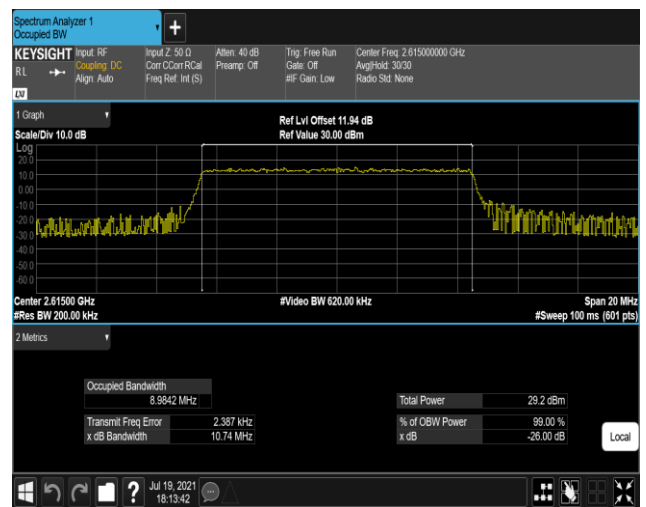 Spectrum Analyzer 1
Occupied BW
+
KEYSIGHT
R L
LXI
Input: RF
Coupling: DC
Align: Auto
Input Z: 50 Ω
Corr CCorr RCal
Freq Ref: Int (S)
Atten: 40 dB
Preamp: Off
Trig: Free Run
Gate: Off
#IF Gain: Low
Center Freq: 2.615000000 GHz
Avg|Hold: 30/30
Radio Std: None
1 Graph
Scale/Div 10.0 dB
Ref Lvl Offset 11.94 dB
Ref Value 30.00 dBm
Log
20.0
10.0
0.00
-10.0
-20.0
-30.0
-40.0
-50.0
-60.0
Center 2.61500 GHz
#Video BW 620.00 kHz
Span 20 MHz
#Res BW 200.00 kHz
#Sweep 100 ms (601 pts)
2 Metrics
Occupied Bandwidth
8.9842 MHz
Total Power 29.2 dBm
Transmit Freq Error 2.387 kHz
% of OBW Power 99.00 %
x dB Bandwidth 10.74 MHz
x dB -26.00 dB
Local
?
Jul 19, 2021
18:13:42